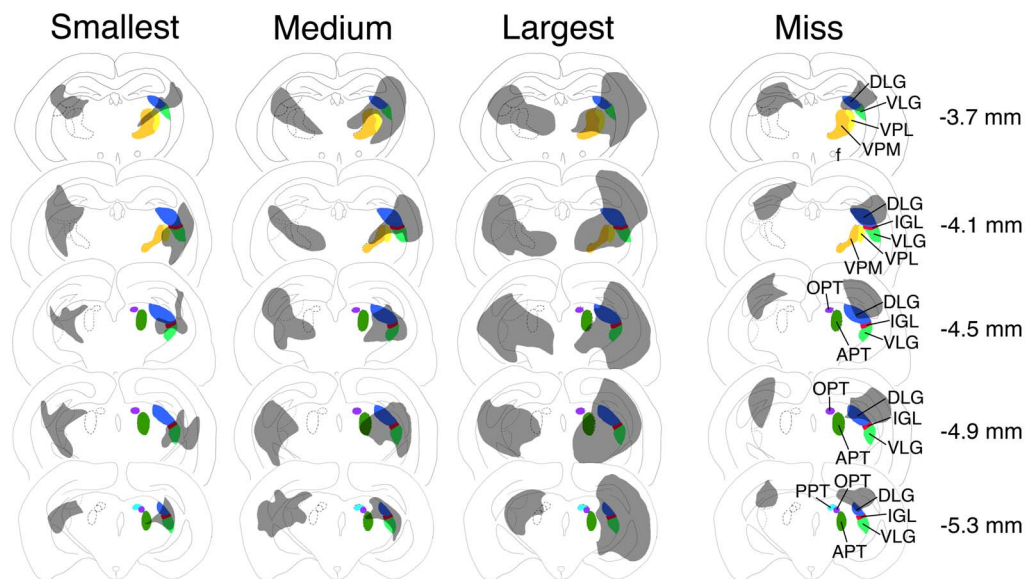 Smallest Medium Largest Miss
DLG
VLG
VPL
VPM
f
-3.7 mm
DLG
IGL
VLG
VPL
VPM
-4.1 mm
OPT
DLG
IGL
VLG
APT
-4.5 mm
OPT
DLG
IGL
VLG
APT
-4.9 mm
OPT
PPT
DLG
IGL
VLG
APT
-5.3 mm